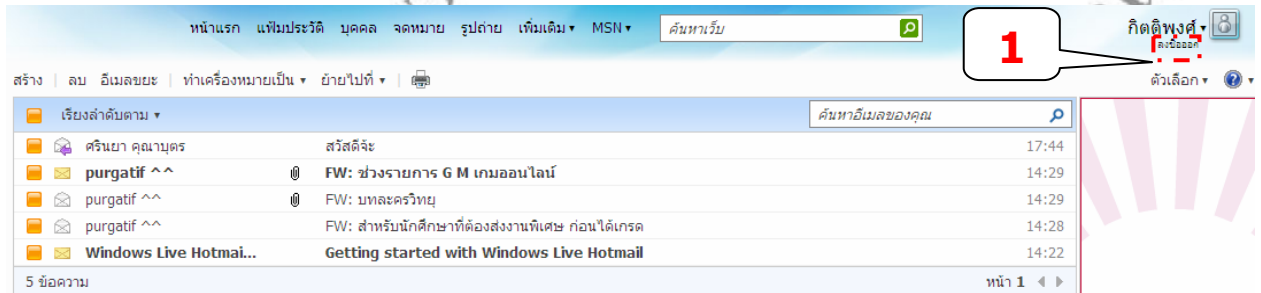 หน้าแรก แฟ้มประวัติ บุคคล จดหมาย รูปถ่าย เพิ่มเติม MSN ค้นหาเว็บ 1 กิตติพงศ์
ลงชื่อออก
สร้าง | ลบ อีเมลขยะ | ทำเครื่องหมายเป็น ย้ายไปที่ | ตัวเลือก ?
เรียงลำดับตาม ค้นหาอีเมลของคุณ
ศรินยา คุณาบุตร สวัสดีจ้ะ 17:44
purgatif ^^ FW: ช่วงรายการ G M เกมออนไลน์ 14:29
purgatif ^^ FW: บทละครวิทยุ 14:29
purgatif ^^ FW: สำหรับนักศึกษาที่ต้องส่งงานพิเศษ ก่อนได้เกรด 14:28
Windows Live Hotmai... Getting started with Windows Live Hotmail 14:22
5 ข้อความ หน้า 1